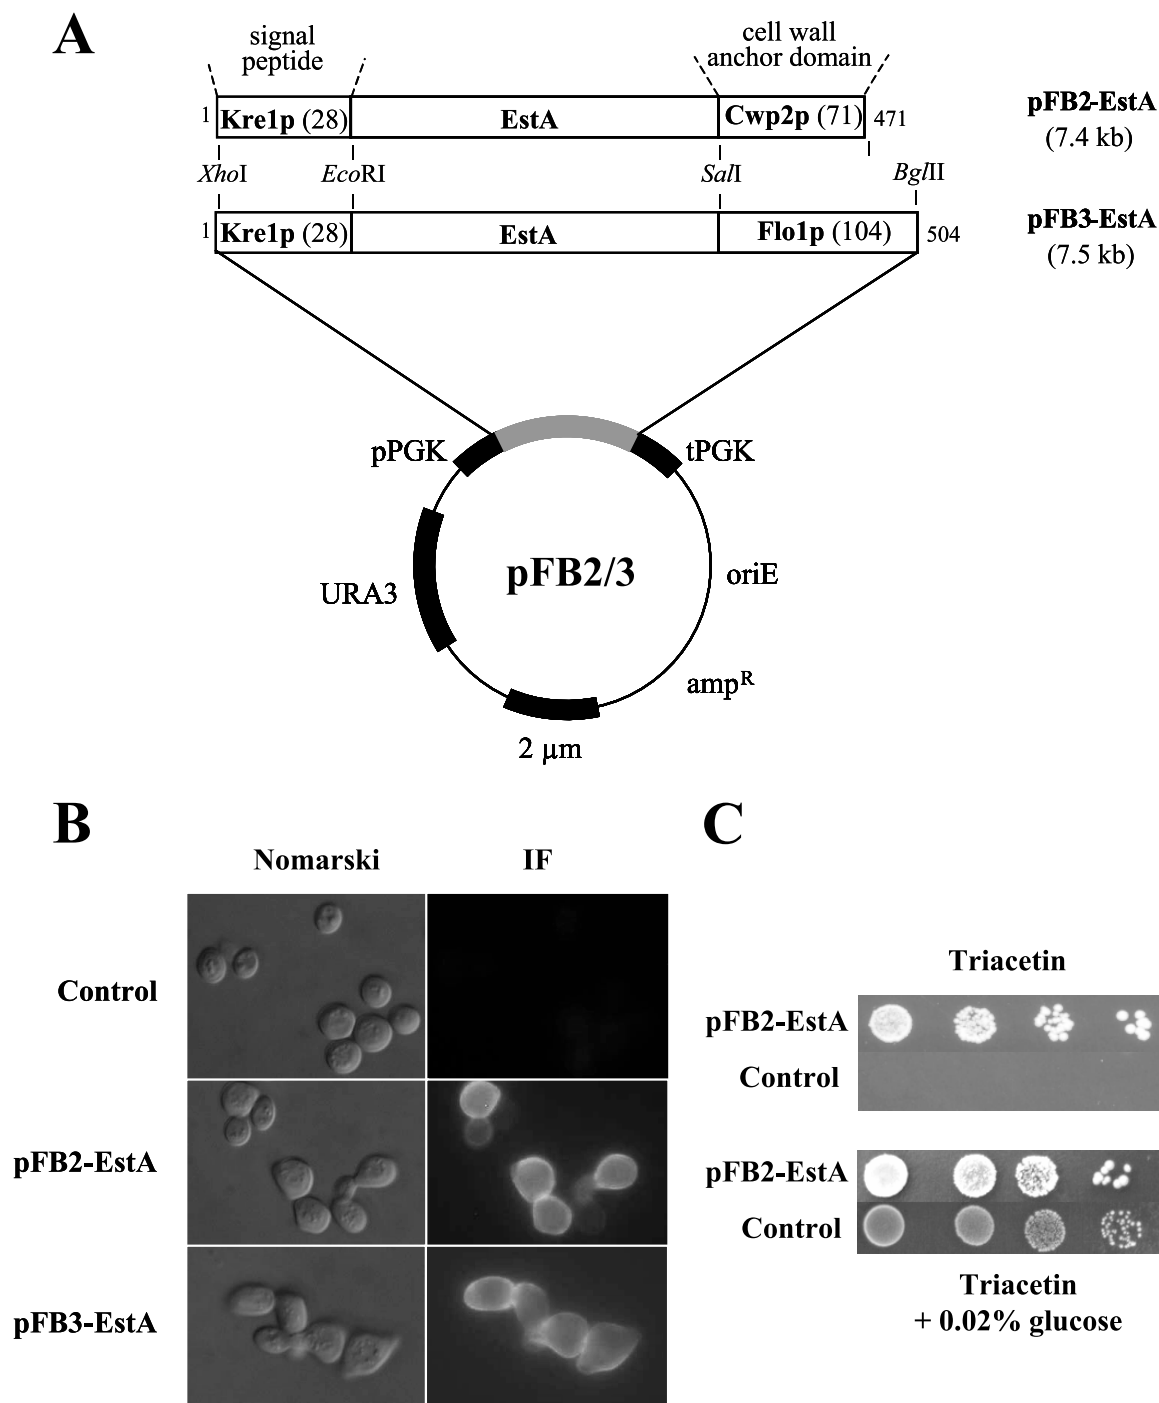 A
signal
peptide
cell wall
anchor domain
1 Kre1p (28) EstA Cwp2p (71) 471
pFB2-EstA
(7.4 kb)
XhoI EcoRI SalI BglII
1 Kre1p (28) EstA Flo1p (104) 504
pFB3-EstA
(7.5 kb)
pPGK tPGK
pFB2/3
URA3
oriE
ampR
2 µm
B
Nomarski IF
Control
pFB2-EstA
pFB3-EstA
C
Triacetin
pFB2-EstA
Control
pFB2-EstA
Control
Triacetin
+ 0.02% glucose